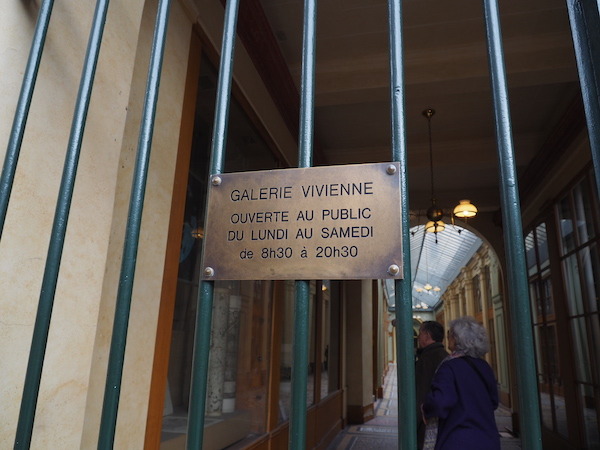 GALERIE VIVIENNE
OUVERTE AU PUBLIC
DU LUNDI AU SAMEDI
de 8h30 à 20h30